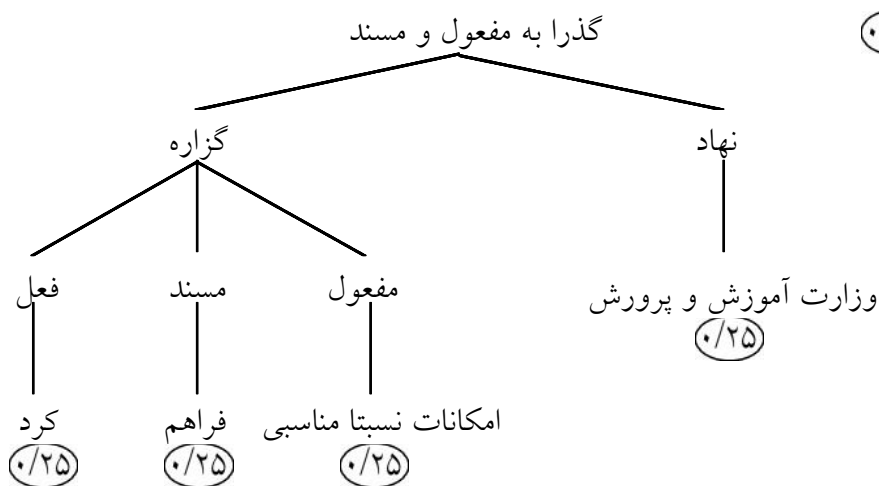 گذرا به مفعول و مسند
نهاد گزاره
مفعول مسند فعل
وزارت آموزش و پرورش
۰/۲۵
امکانات نسبتا مناسبی فراهم کرد
۰/۲۵ ۰/۲۵ ۰/۲۵